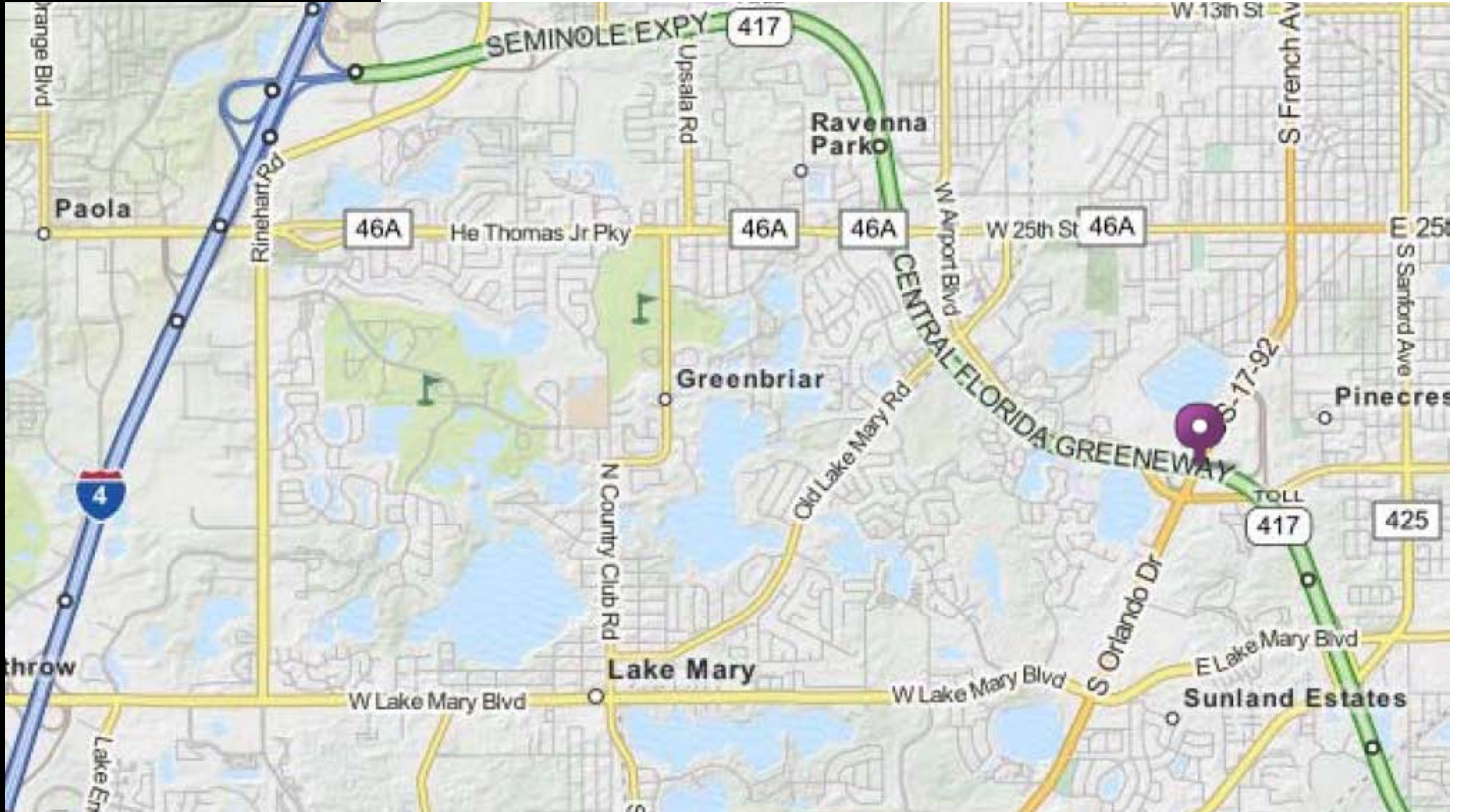 W 13th St
SEMINOLE EXPY
417
range Blvd
Upsala Rd
S French Av
Ravenna
Park
Rinehart Rd
Paola
46A
He Thomas Jr Pky
46A
46A
W Airport Blvd
W 25th St
46A
E 25t
S Sanford Ave
CENTRAL FLORIDA GREENEWAY
S-17-92
Greenbriar
Pinecres
Old Lake Mary Rd
4
N Country Club Rd
TOLL
417
425
S Orlando Dr
E Lake Mary Blvd
throw
Lake Mary
W Lake Mary Blvd
W Lake Mary Blvd
Sunland Estates
Lake Em
S